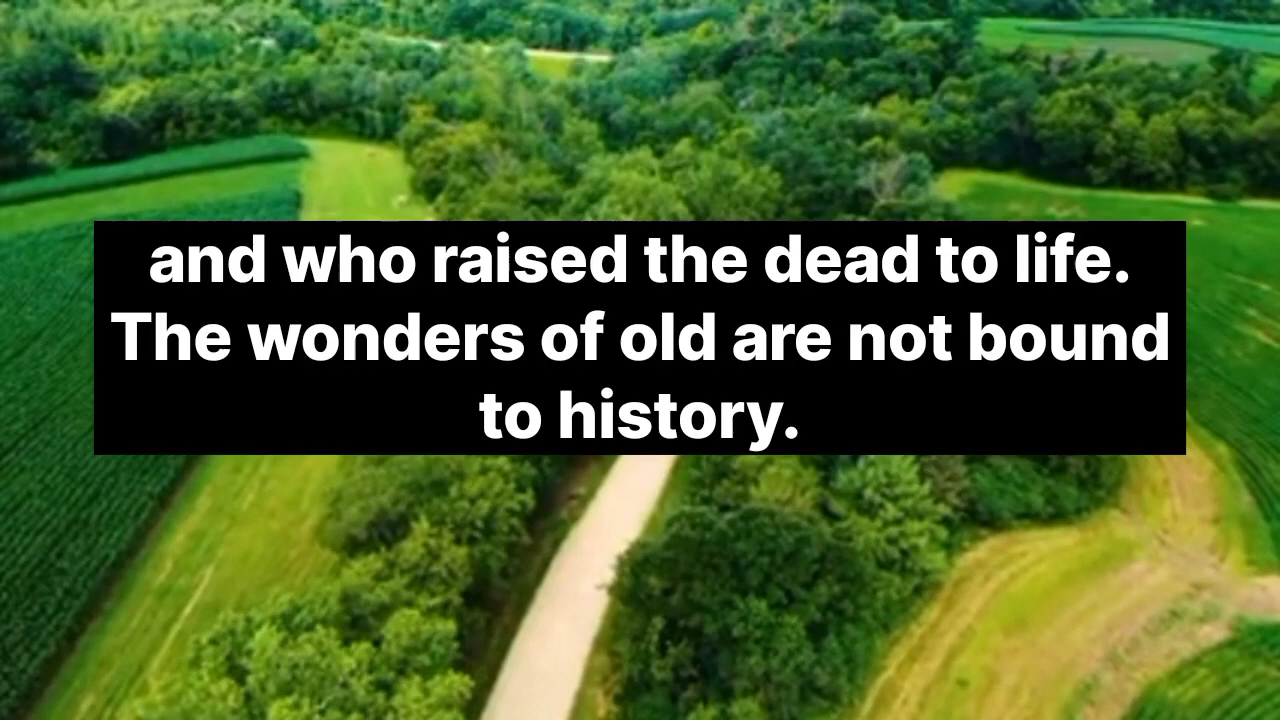 and who raised the dead to life.
The wonders of old are not bound
to history.